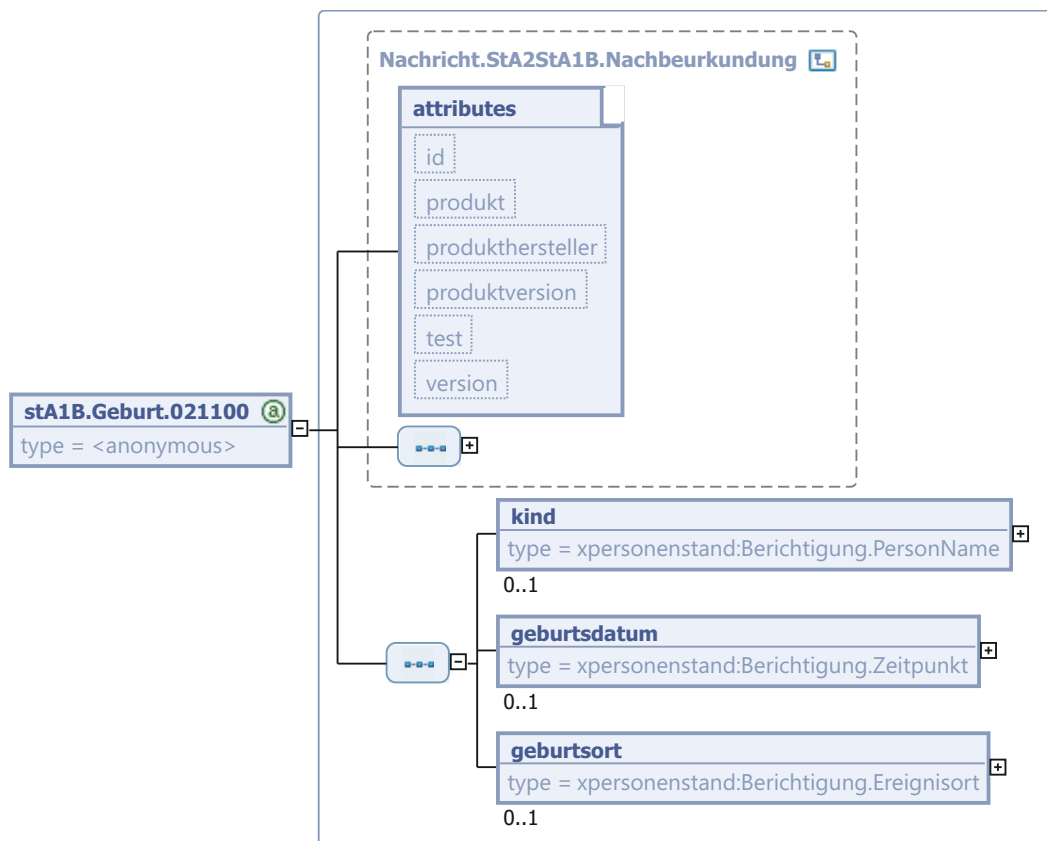 Nachricht.StA2StA1B.Nachbeurkundung
attributes
id
produkt
produkthersteller
produktversion
test
version
stA1B.Geburt.021100 a
type = <anonymous>
kind
type = xpersonenstand:Berichtigung.PersonName
0..1
geburtsdatum
type = xpersonenstand:Berichtigung.Zeitpunkt
0..1
geburtsort
type = xpersonenstand:Berichtigung.Ereignisort
0..1